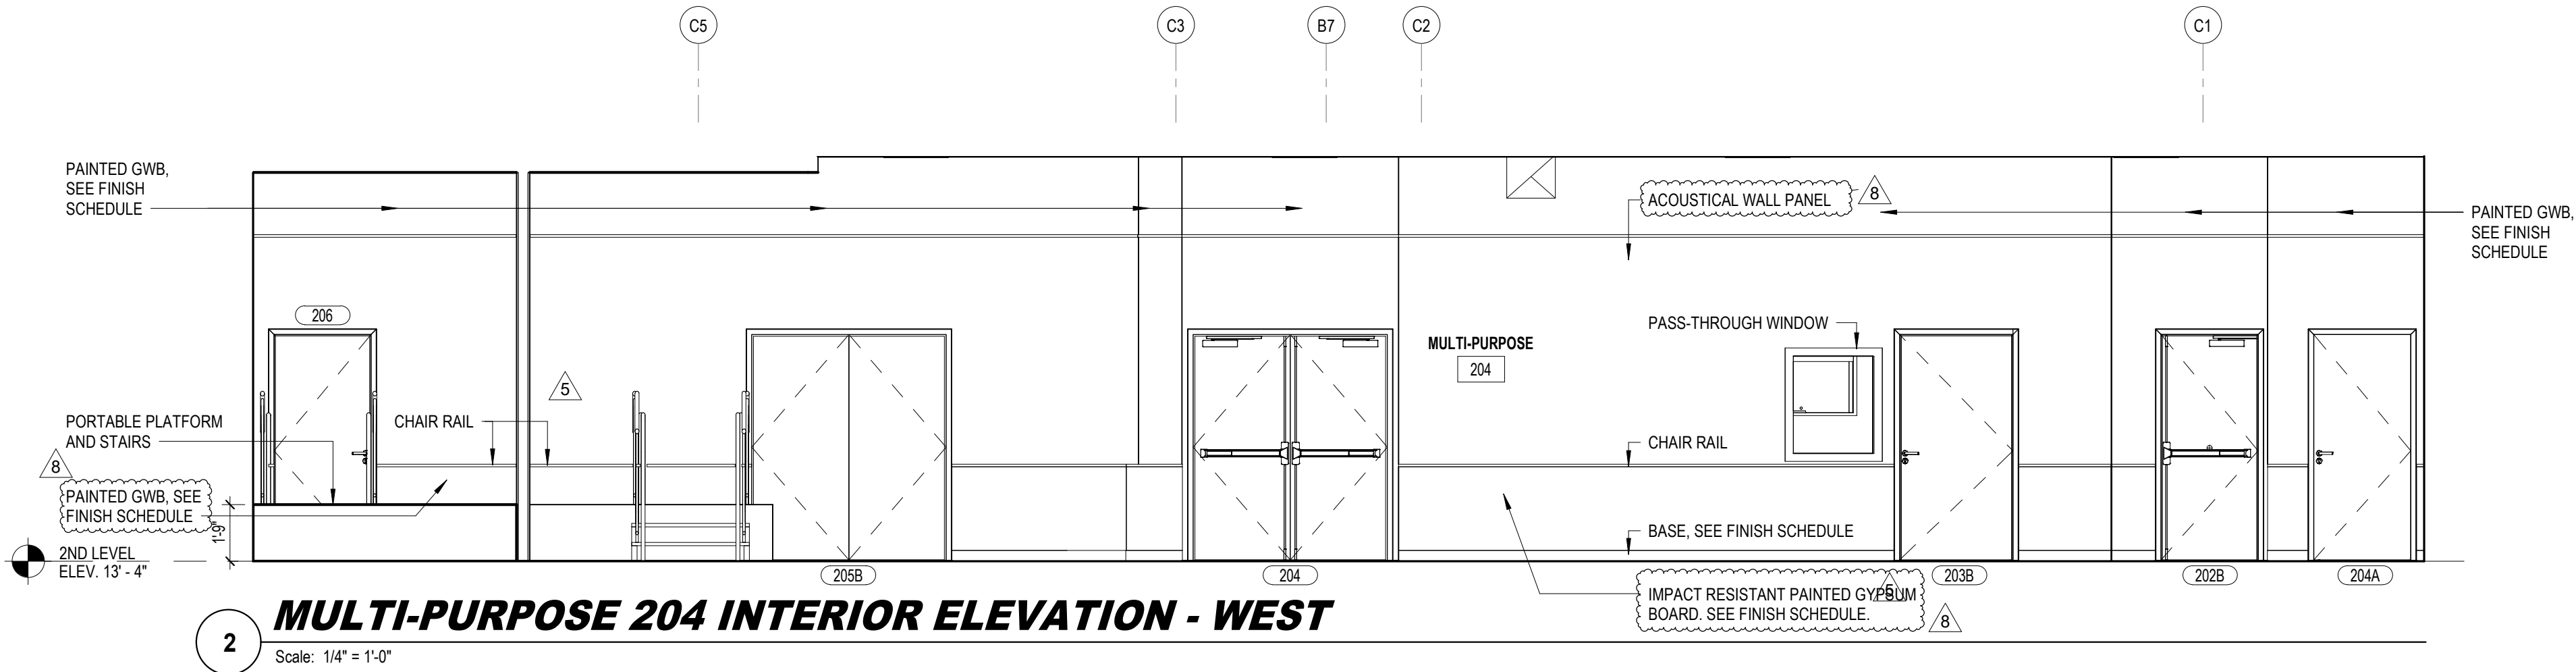 C5
C3
B7
C2
C1
PAINTED GWB,
SEE FINISH
SCHEDULE
ACOUSTICAL WALL PANEL
8
PAINTED GWB,
SEE FINISH
SCHEDULE
206
PASS-THROUGH WINDOW
MULTI-PURPOSE
204
5
PORTABLE PLATFORM
AND STAIRS
CHAIR RAIL
CHAIR RAIL
8
PAINTED GWB, SEE
FINISH SCHEDULE
1'-9"
BASE, SEE FINISH SCHEDULE
2ND LEVEL
ELEV. 13' - 4"
205B
204
203B
202B
204A
IMPACT RESISTANT PAINTED GYPSUM
BOARD. SEE FINISH SCHEDULE.
5
8
2
MULTI-PURPOSE 204 INTERIOR ELEVATION - WEST
Scale: 1/4" = 1'-0"